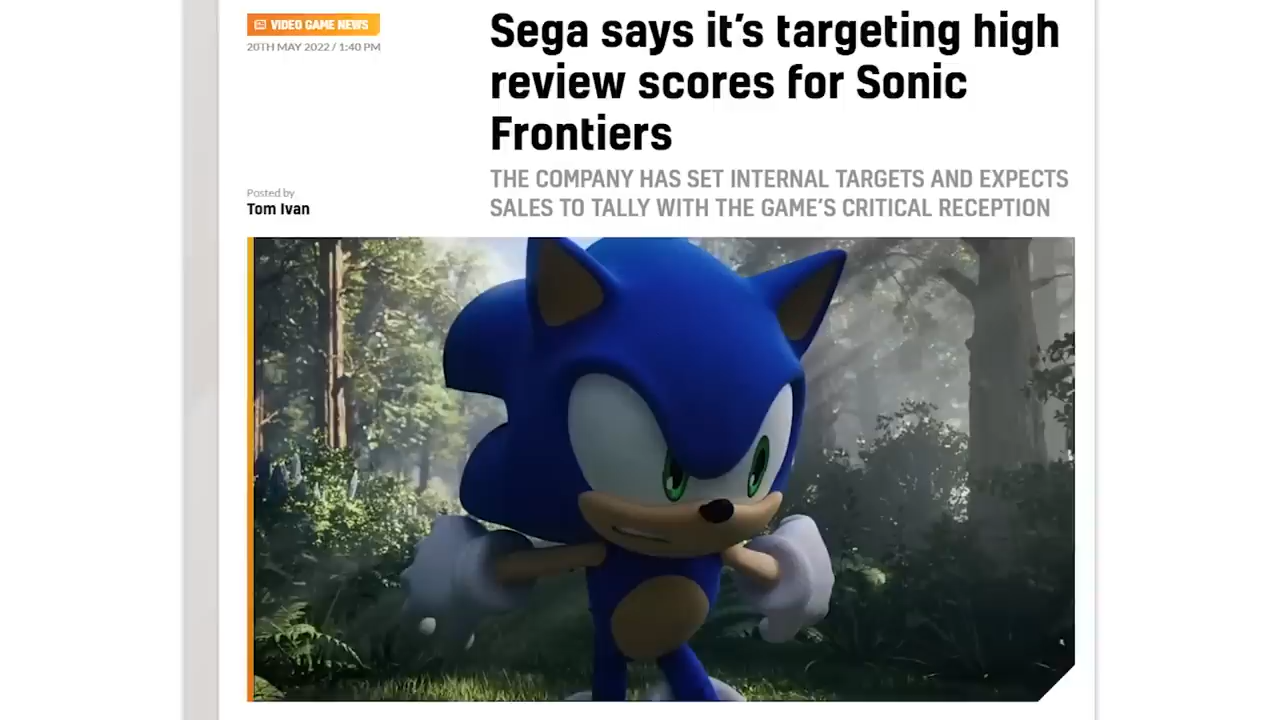 VIDEO GAME NEWS
20TH MAY 2022 / 1:40 PM
Sega says it's targeting high
review scores for Sonic
Frontiers
THE COMPANY HAS SET INTERNAL TARGETS AND EXPECTS
SALES TO TALLY WITH THE GAME'S CRITICAL RECEPTION
Posted by
Tom Ivan